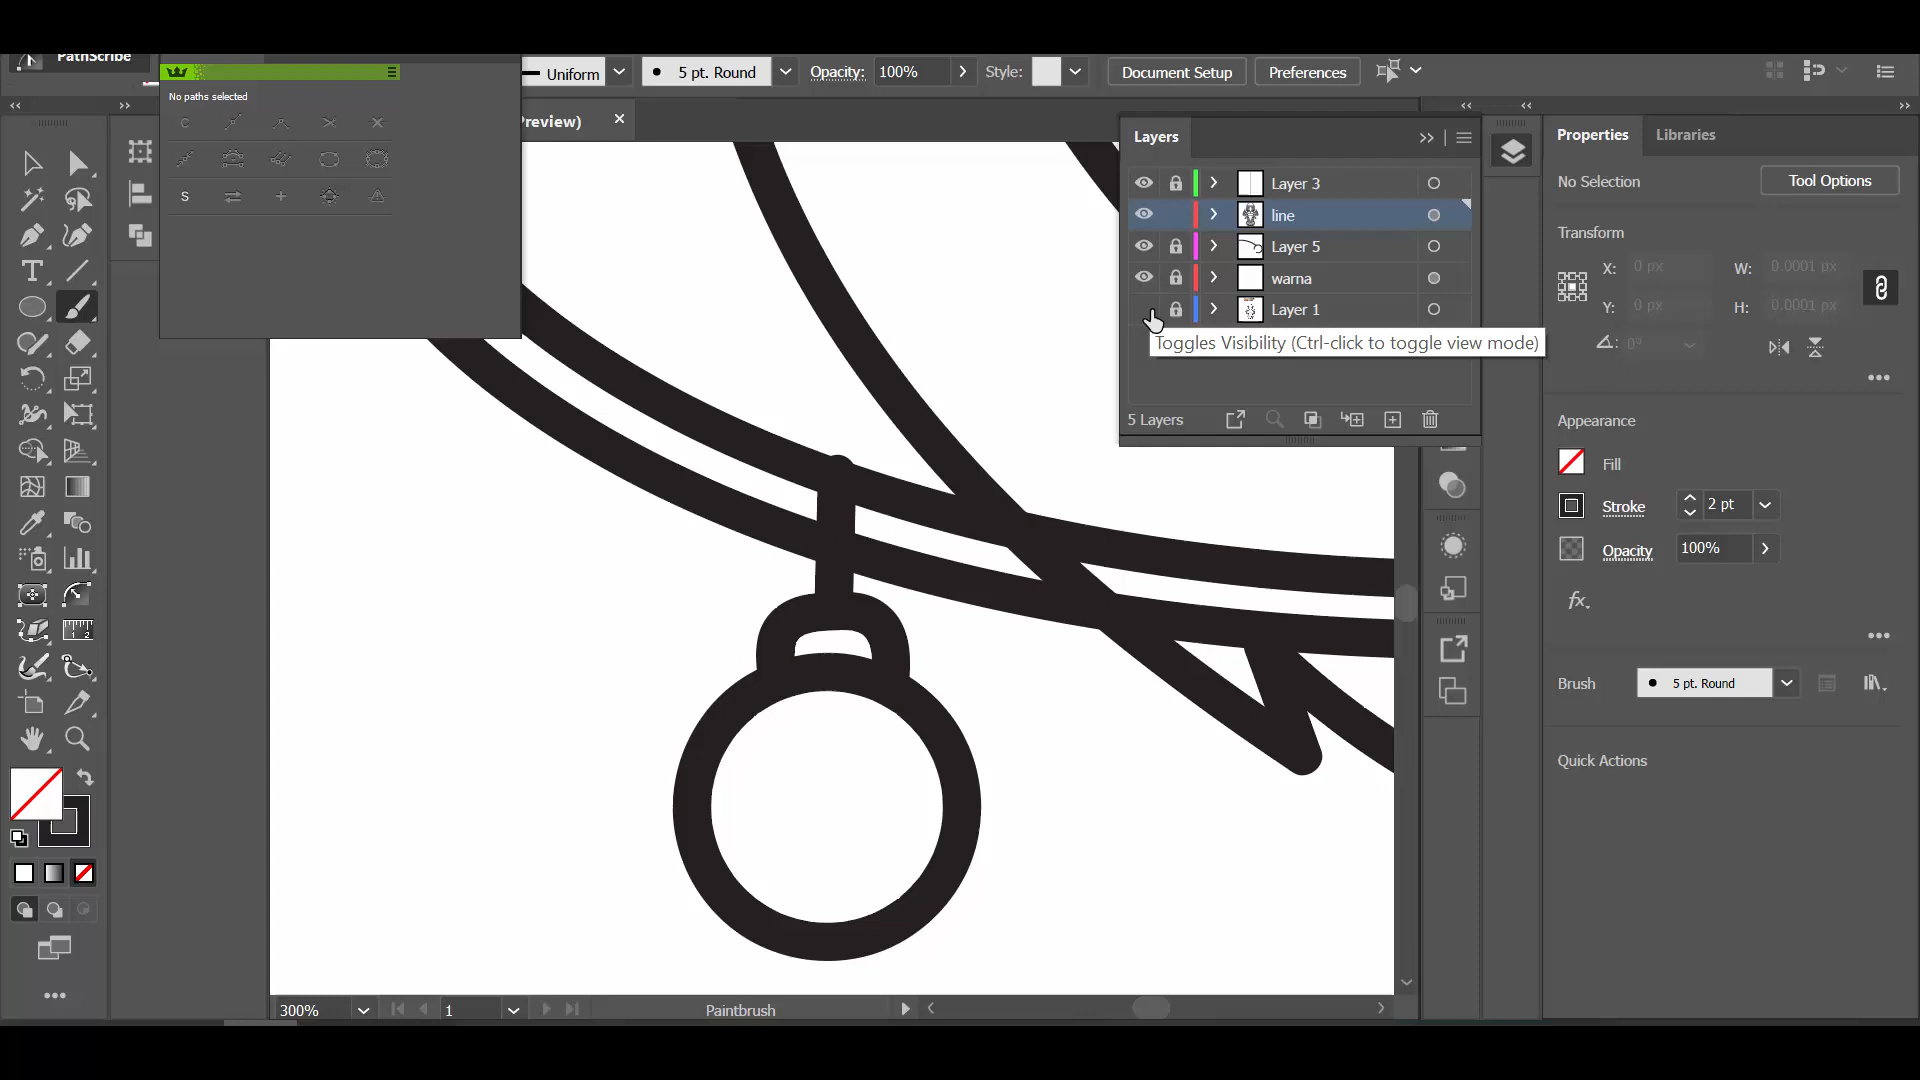 PathScribe
No paths selected
C
S
Uniform
5 pt. Round
Opacity:
100%
Style:
Document Setup
Preferences
Preview)
Layers
Layer 3
line
Layer 5
warna
Layer 1
Toggles Visibility (Ctrl-click to toggle view mode)
5 Layers
Properties
Libraries
No Selection
Tool Options
Transform
X:
0 px
W:
0.0001 px
Y:
0 px
H:
0.0001 px
0°
Appearance
Fill
Stroke
2 pt
Opacity
100%
fx
Brush
5 pt. Round
Quick Actions
300%
1
Paintbrush